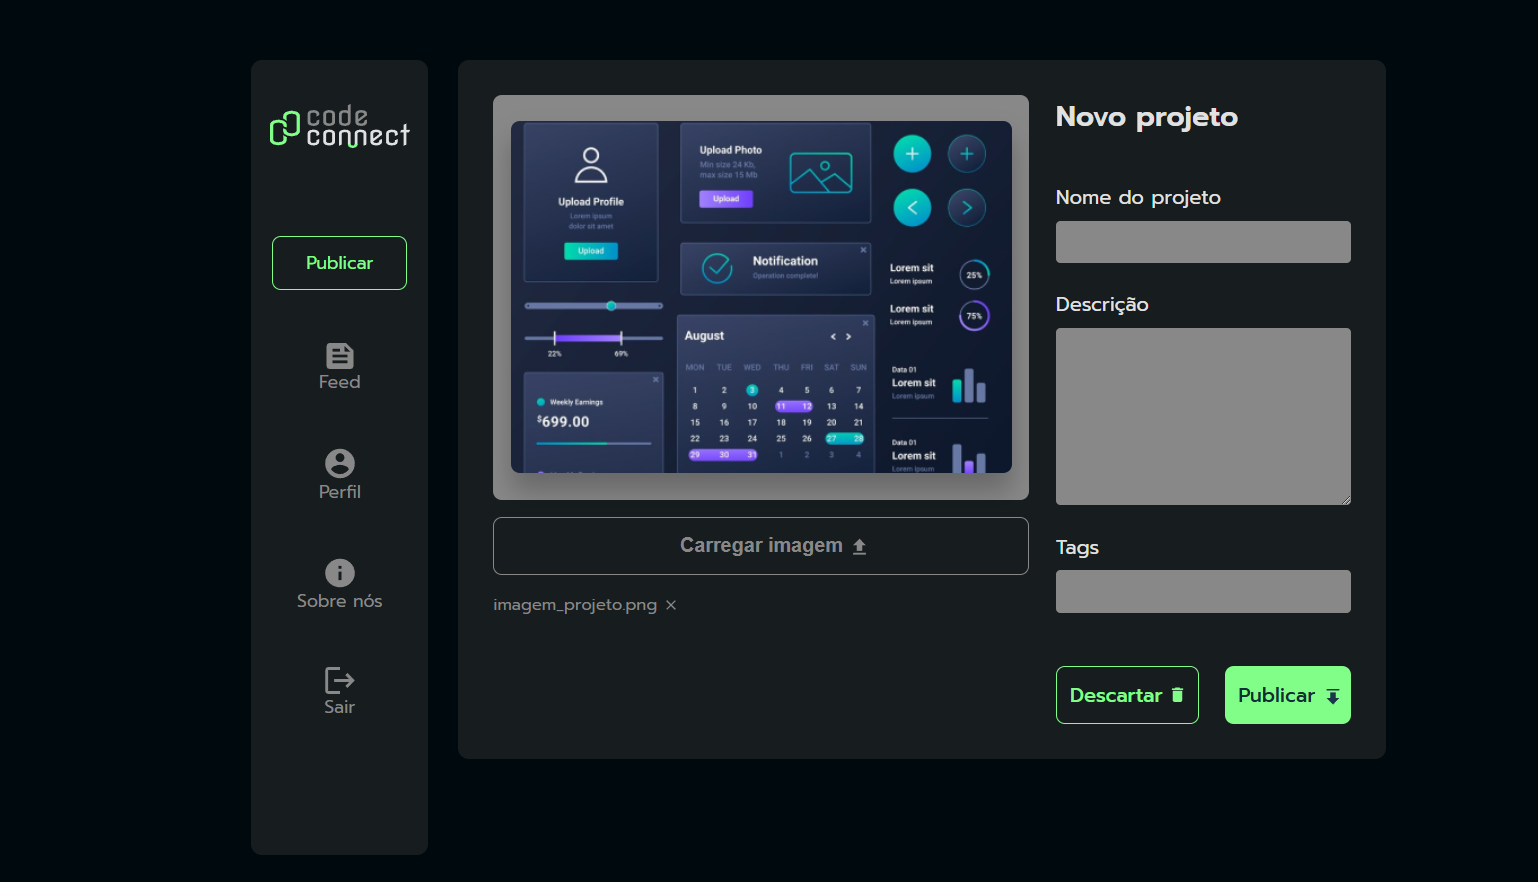 code
connect
Publicar
Feed
Perfil
Sobre nós
Sair
Upload Profile
Lorem ipsum
dolor sit amet
Upload
22%
69%
Weekly Earnings
$699.00
Upload Photo
Min size 24 Kb,
max size 15 Mb
Upload
Notification
Operation complete!
August
MON TUE WED THU FRI SAT SUN
1 2 3 4 5 6 7
8 9 10 11 12 13 14
15 16 17 18 19 20 21
22 23 24 25 26 27 28
29 30 31 1 2 3 4
Lorem sit
Lorem ipsum
25%
Lorem sit
Lorem ipsum
75%
Data 01
Lorem sit
Lorem ipsum
Data 01
Lorem sit
Lorem ipsum
Carregar imagem
imagem_projeto.png
Novo projeto
Nome do projeto
Descrição
Tags
Descartar
Publicar